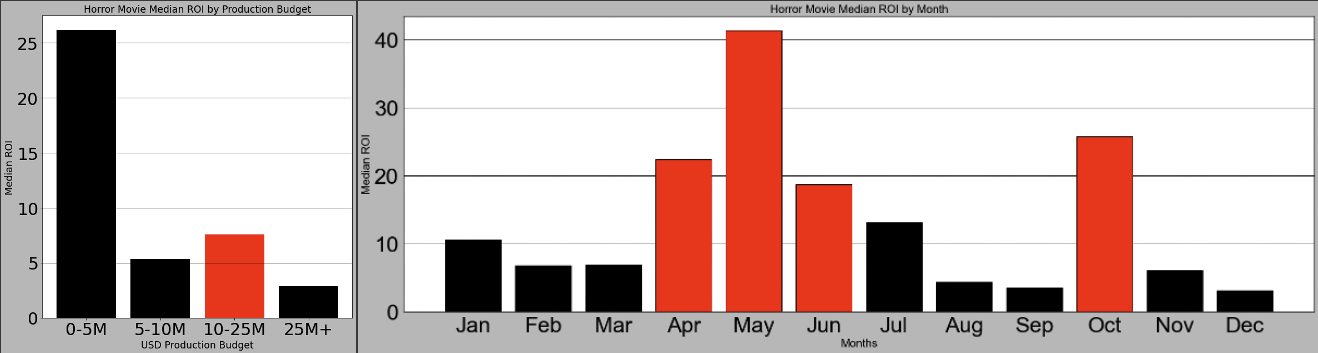 Horror Movie Median ROI by Production Budget
Median ROI
25
20
15
10
5
0
0-5M 5-10M 10-25M 25M+
USD Production Budget
Horror Movie Median ROI by Month
Median ROI
40
30
20
10
0
Jan Feb Mar Apr May Jun Jul Aug Sep Oct Nov Dec
Months